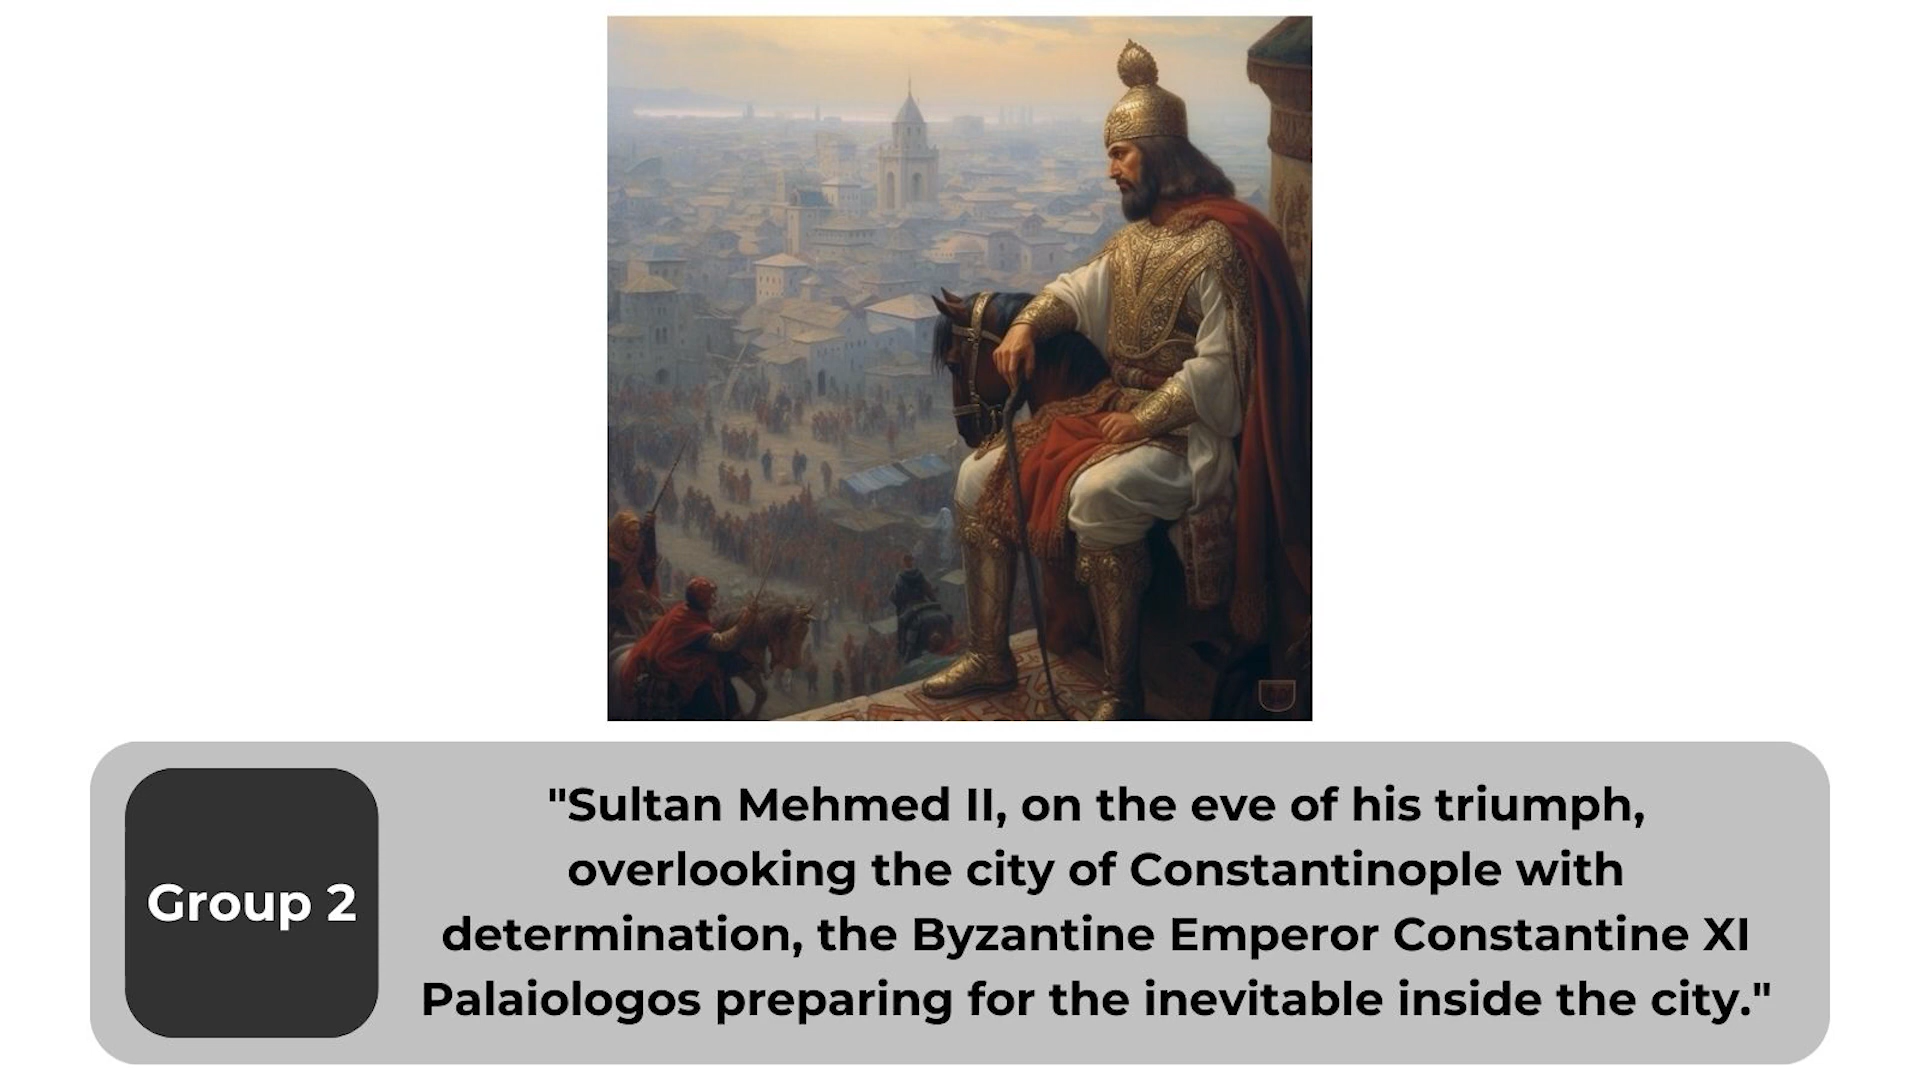 Group 2
"Sultan Mehmed II, on the eve of his triumph,
overlooking the city of Constantinople with
determination, the Byzantine Emperor Constantine XI
Palaiologos preparing for the inevitable inside the city."